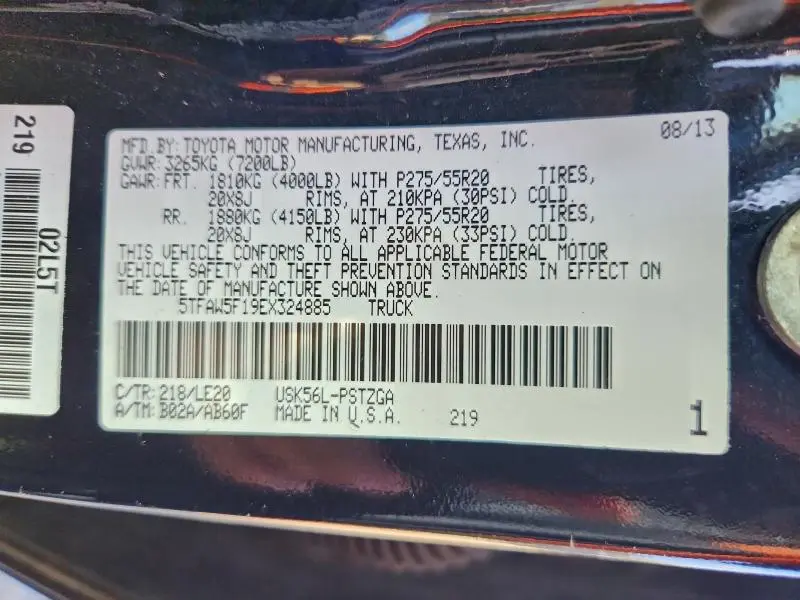 219
02L5T
MFD.BY:TOYOTA MOTOR MANUFACTURING, TEXAS, INC. 08/13
GVWR:3265KG (7200LB)
GAWR:FRT. 1810KG (4000LB) WITH P275/55R20 TIRES,
20X8J RIMS, AT 210KPA (30PSI) COLD.
RR. 1880KG (4150LB) WITH P275/55R20 TIRES,
20X8J RIMS, AT 230KPA (33PSI) COLD.
THIS VEHICLE CONFORMS TO ALL APPLICABLE FEDERAL MOTOR
VEHICLE SAFETY AND THEFT PREVENTION STANDARDS IN EFFECT ON
THE DATE OF MANUFACTURE SHOWN ABOVE.
5TFAW5F19EX324885 TRUCK
C/TR:218/LE20 USK56L-PSTZGA
A/TM:B02A/AB60F MADE IN U.S.A. 219 1